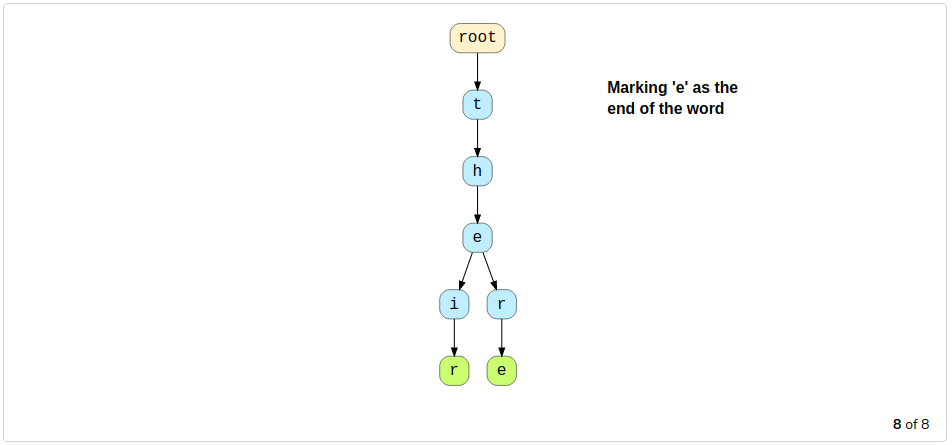 root
t
Marking 'e' as the
end of the word
h
e
i r
r e
8 of 8